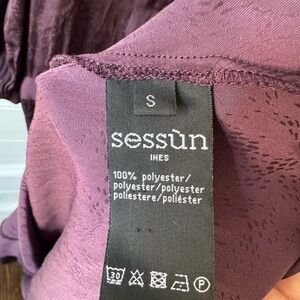 S
sessùn
INES
100% polyester/
polyester/polyester
poliestere/poliéster
30 P